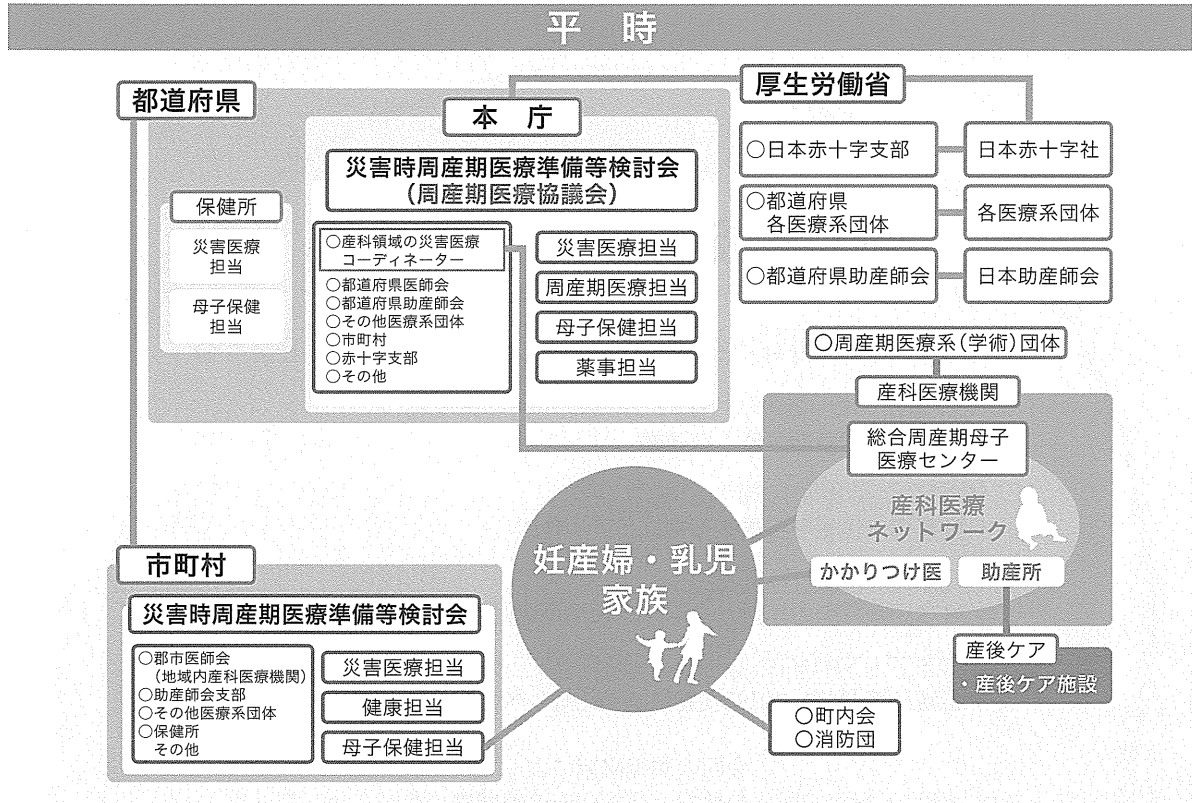 平 時
都道府県
本 庁
厚生労働省
災害時周産期医療準備等検討会
（周産期医療協議会）
保健所
災害医療
担当
母子保健
担当
○産科領域の災害医療
コーディネーター
○都道府県医師会
○都道府県助産師会
○その他医療系団体
○市町村
○赤十字支部
○その他
災害医療担当
周産期医療担当
母子保健担当
薬事担当
○日本赤十字支部
日本赤十字社
○都道府県
各医療系団体
各医療系団体
○都道府県助産師会
日本助産師会
○周産期医療系（学術）団体
産科医療機関
総合周産期母子
医療センター
産科医療
ネットワーク
かかりつけ医
助産所
産後ケア
・産後ケア施設
妊産婦・乳児
家族
○町内会
○消防団
市町村
災害時周産期医療準備等検討会
○郡市医師会
（地域内産科医療機関）
○助産師会支部
○その他医療系団体
○保健所
その他
災害医療担当
健康担当
母子保健担当